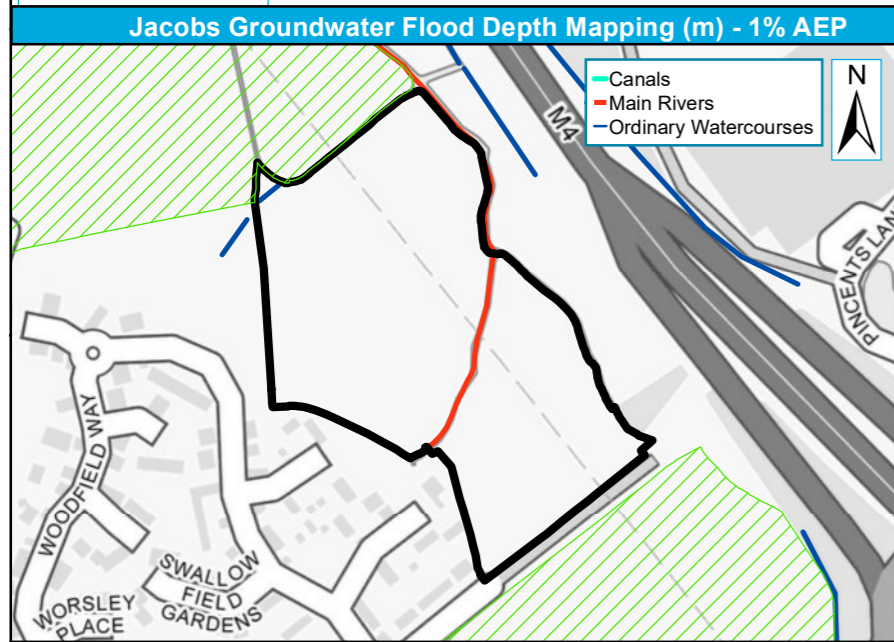 Jacobs Groundwater Flood Depth Mapping (m) - 1% AEP
Canals
Main Rivers
Ordinary Watercourses
N
M4
PINCENTS LAN
WOODFIELD WAY
SWALLOW
FIELD
GARDENS
WORSLEY
PLACE